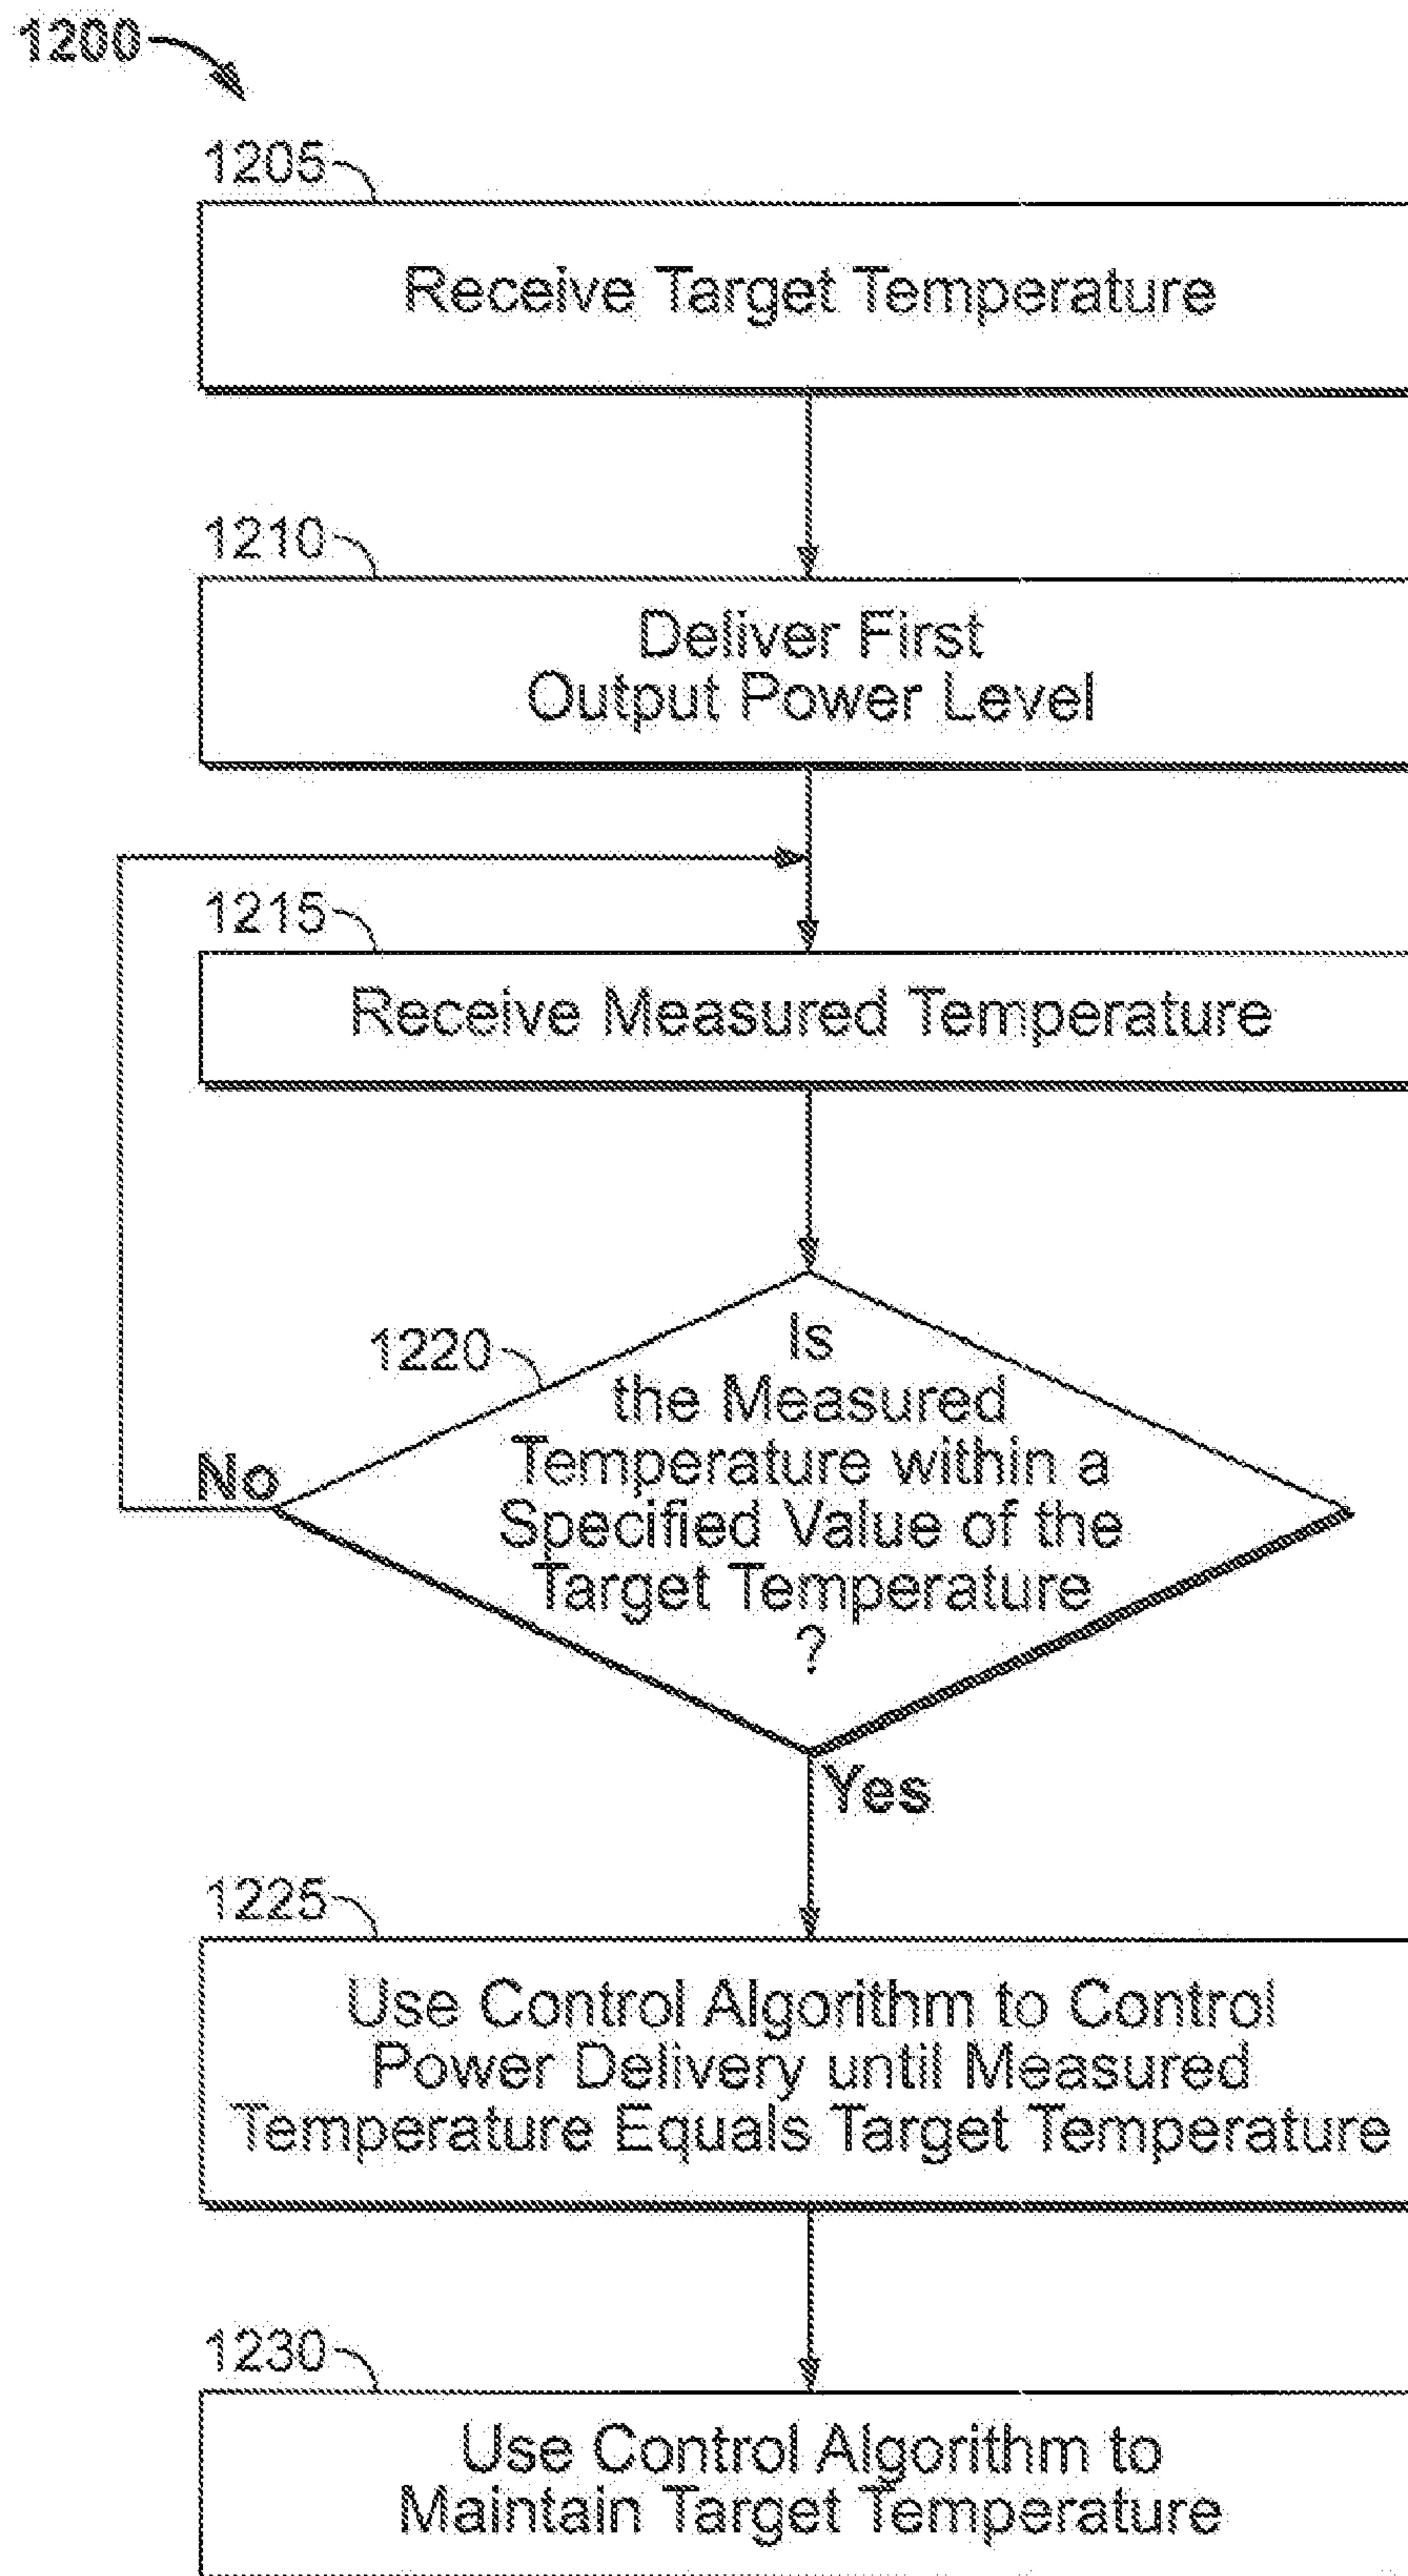 1200
1205
Receive Target Temperature
1210
Deliver First
Output Power Level
1215
Receive Measured Temperature
1220
Is
the Measured
Temperature within a
Specified Value of the
Target Temperature
?
No
Yes
1225
Use Control Algorithm to Control
Power Delivery until Measured
Temperature Equals Target Temperature
1230
Use Control Algorithm to
Maintain Target Temperature